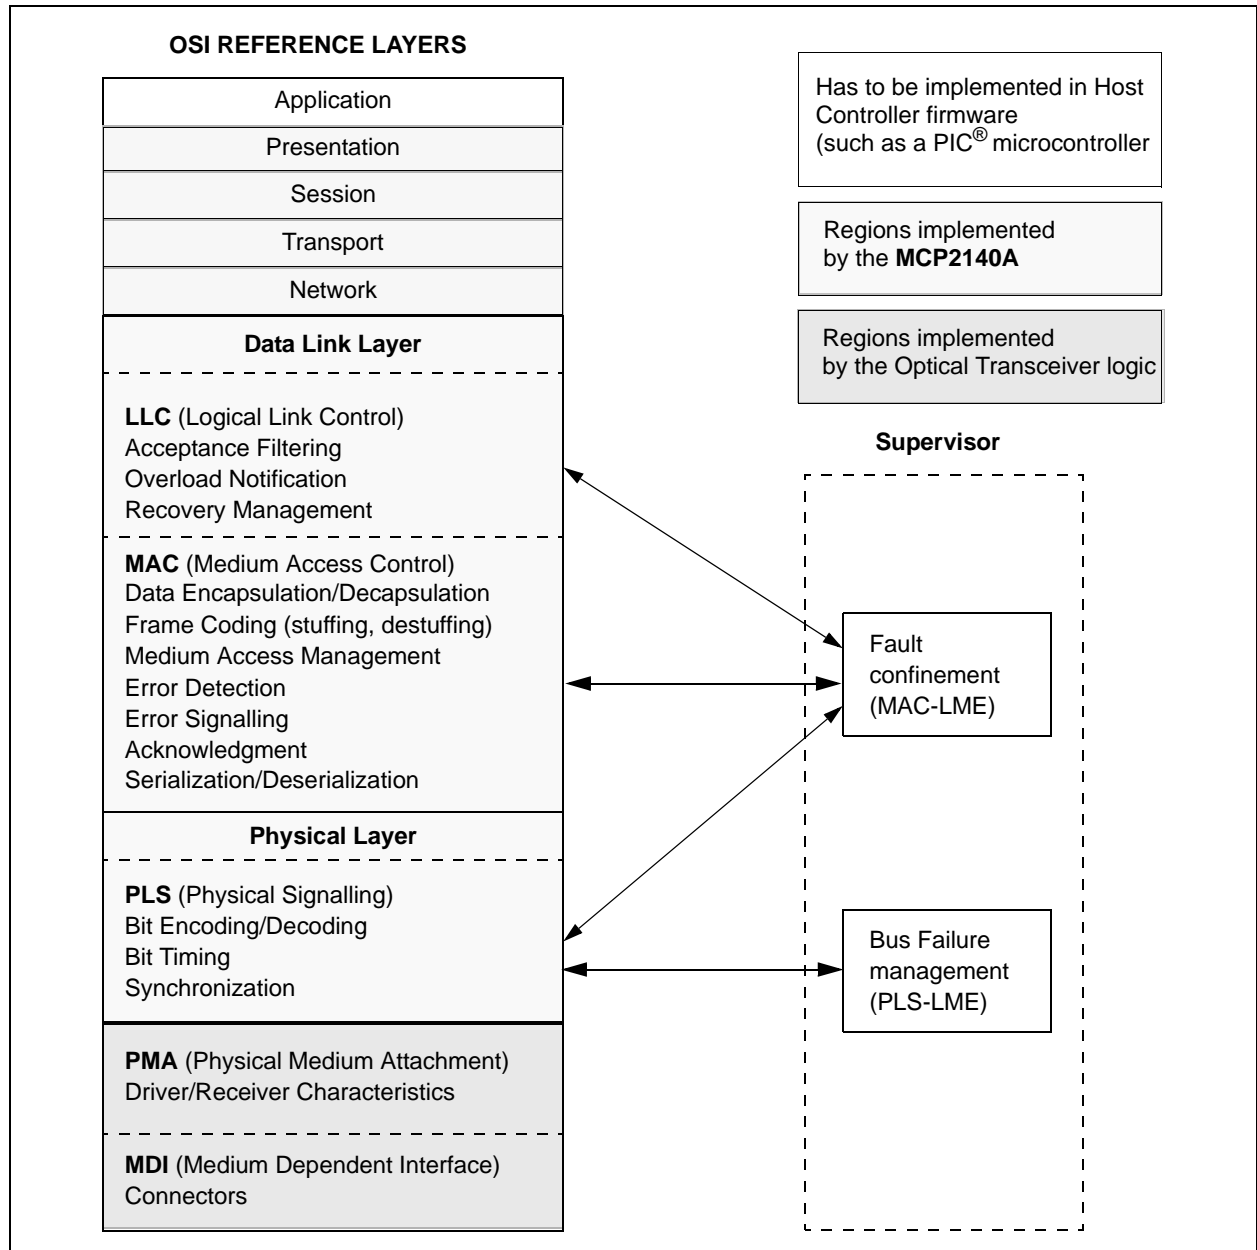 OSI REFERENCE LAYERS
Application
Presentation
Session
Transport
Network
Data Link Layer
LLC (Logical Link Control)
Acceptance Filtering
Overload Notification
Recovery Management
MAC (Medium Access Control)
Data Encapsulation/Decapsulation
Frame Coding (stuffing, destuffing)
Medium Access Management
Error Detection
Error Signalling
Acknowledgment
Serialization/Deserialization
Physical Layer
PLS (Physical Signalling)
Bit Encoding/Decoding
Bit Timing
Synchronization
PMA (Physical Medium Attachment)
Driver/Receiver Characteristics
MDI (Medium Dependent Interface)
Connectors
Has to be implemented in Host
Controller firmware
(such as a PIC® microcontroller
Regions implemented
by the MCP2140A
Regions implemented
by the Optical Transceiver logic
Supervisor
Fault
confinement
(MAC-LME)
Bus Failure
management
(PLS-LME)